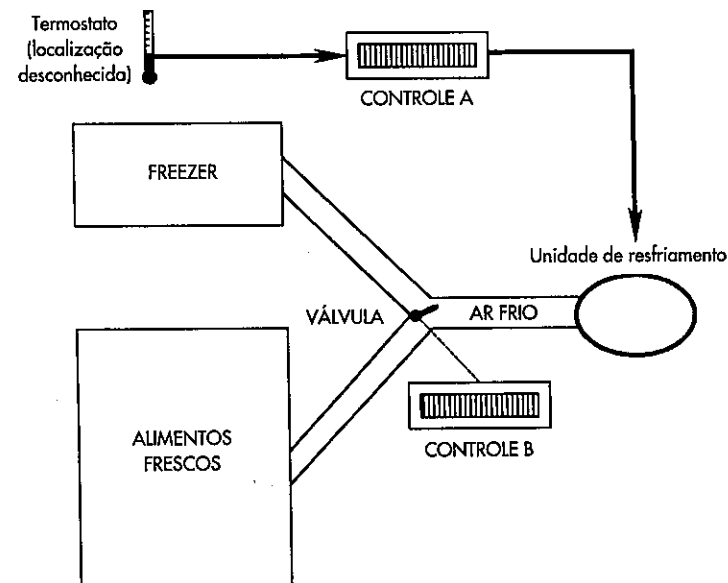 Termostato
(localização
desconhecida)
CONTROLE A
FREEZER
Unidade de resfriamento
VÁLVULA
AR FRIO
ALIMENTOS
FRESCOS
CONTROLE B